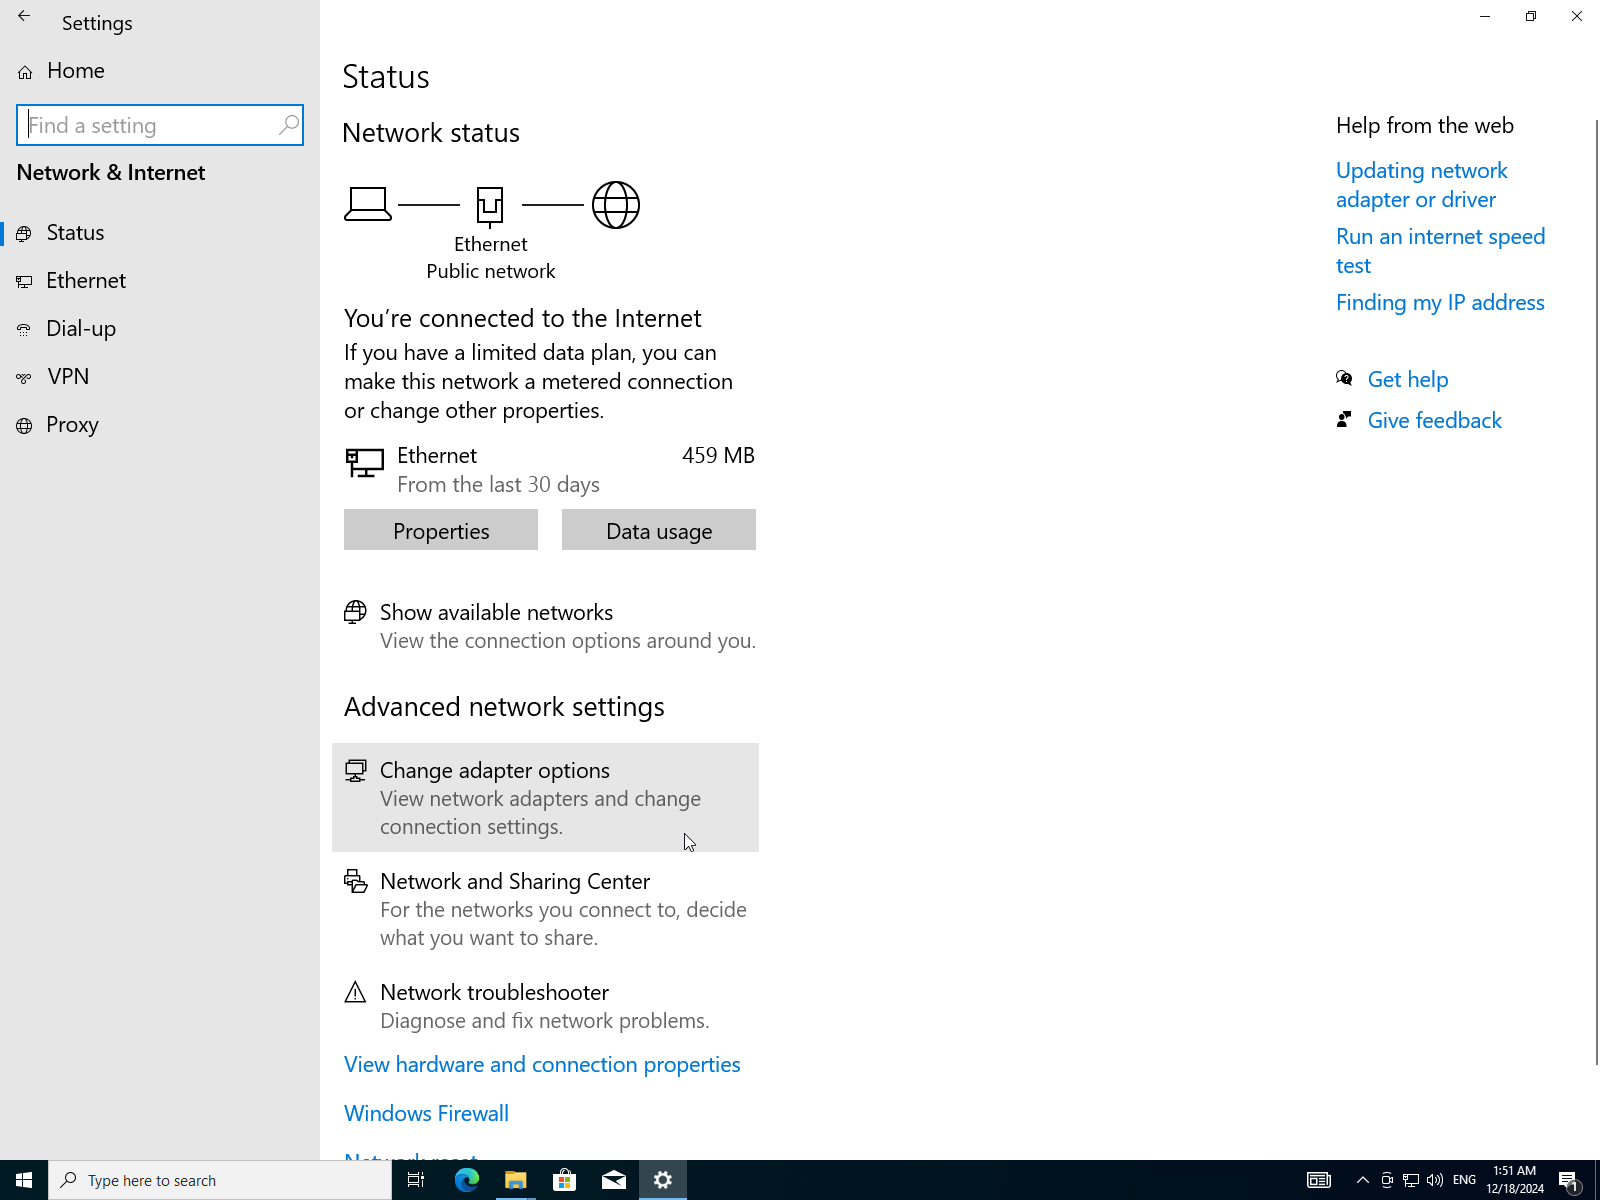 Settings
Home
Find a setting
Network & Internet
Status
Ethernet
Dial-up
VPN
Proxy
Status
Network status
Ethernet
Public network
You're connected to the Internet
If you have a limited data plan, you can
make this network a metered connection
or change other properties.
Ethernet
459 MB
From the last 30 days
Properties
Data usage
Show available networks
View the connection options around you.
Advanced network settings
Change adapter options
View network adapters and change
connection settings.
Network and Sharing Center
For the networks you connect to, decide
what you want to share.
Network troubleshooter
Diagnose and fix network problems.
View hardware and connection properties
Windows Firewall
Network reset
Help from the web
Updating network
adapter or driver
Run an internet speed
test
Finding my IP address
Get help
Give feedback
Type here to search
ENG
1:51 AM
12/18/2024
1